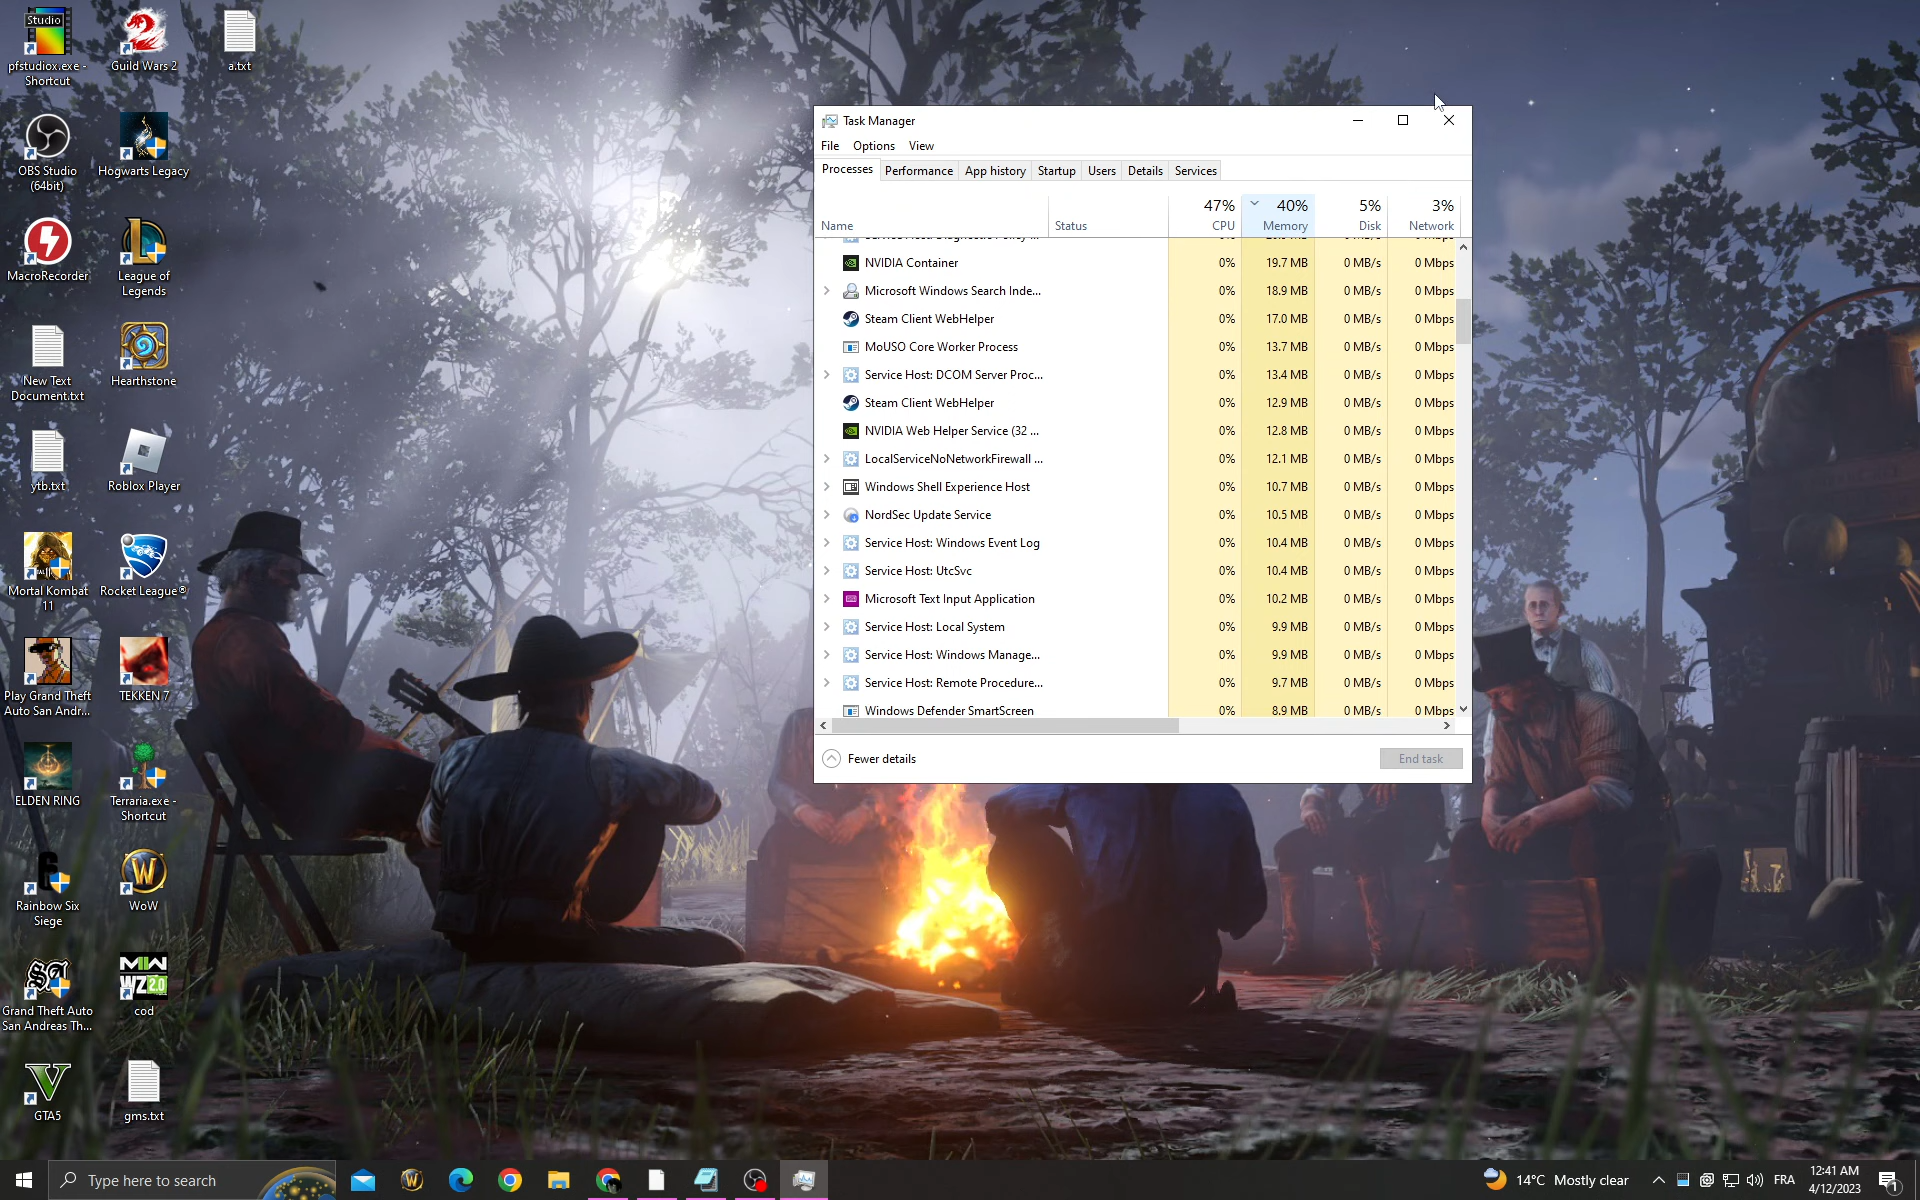 Studio
pfstudiox.exe -
Shortcut
Guild Wars 2
a.txt
OBS Studio
(64bit)
Hogwarts Legacy
MacroRecorder
League of
Legends
New Text
Document.txt
Hearthstone
ytb.txt
Roblox Player
Mortal Kombat
11
Rocket League®
Play Grand Theft
Auto San Andr...
TEKKEN 7
ELDEN RING
Terraria.exe -
Shortcut
Rainbow Six
Siege
WoW
MW
WZ 2.0
Grand Theft Auto
San Andreas Th...
cod
GTA5
gms.txt
Task Manager
File Options View
Processes Performance App history Startup Users Details Services
47% 40% 5% 3%
Name Status CPU Memory Disk Network
NVIDIA Container 0% 19.7 MB 0 MB/s 0 Mbps
Microsoft Windows Search Inde... 0% 18.9 MB 0 MB/s 0 Mbps
Steam Client WebHelper 0% 17.0 MB 0 MB/s 0 Mbps
MoUSO Core Worker Process 0% 13.7 MB 0 MB/s 0 Mbps
Service Host: DCOM Server Proc... 0% 13.4 MB 0 MB/s 0 Mbps
Steam Client WebHelper 0% 12.9 MB 0 MB/s 0 Mbps
NVIDIA Web Helper Service (32 ... 0% 12.8 MB 0 MB/s 0 Mbps
LocalServiceNoNetworkFirewall ... 0% 12.1 MB 0 MB/s 0 Mbps
Windows Shell Experience Host 0% 10.7 MB 0 MB/s 0 Mbps
NordSec Update Service 0% 10.5 MB 0 MB/s 0 Mbps
Service Host: Windows Event Log 0% 10.4 MB 0 MB/s 0 Mbps
Service Host: UtcSvc 0% 10.4 MB 0 MB/s 0 Mbps
Microsoft Text Input Application 0% 10.2 MB 0 MB/s 0 Mbps
Service Host: Local System 0% 9.9 MB 0 MB/s 0 Mbps
Service Host: Windows Manage... 0% 9.9 MB 0 MB/s 0 Mbps
Service Host: Remote Procedure... 0% 9.7 MB 0 MB/s 0 Mbps
Windows Defender SmartScreen 0% 8.9 MB 0 MB/s 0 Mbps
Fewer details
End task
Type here to search
14°C Mostly clear
FRA
12:41 AM
4/12/2023
1